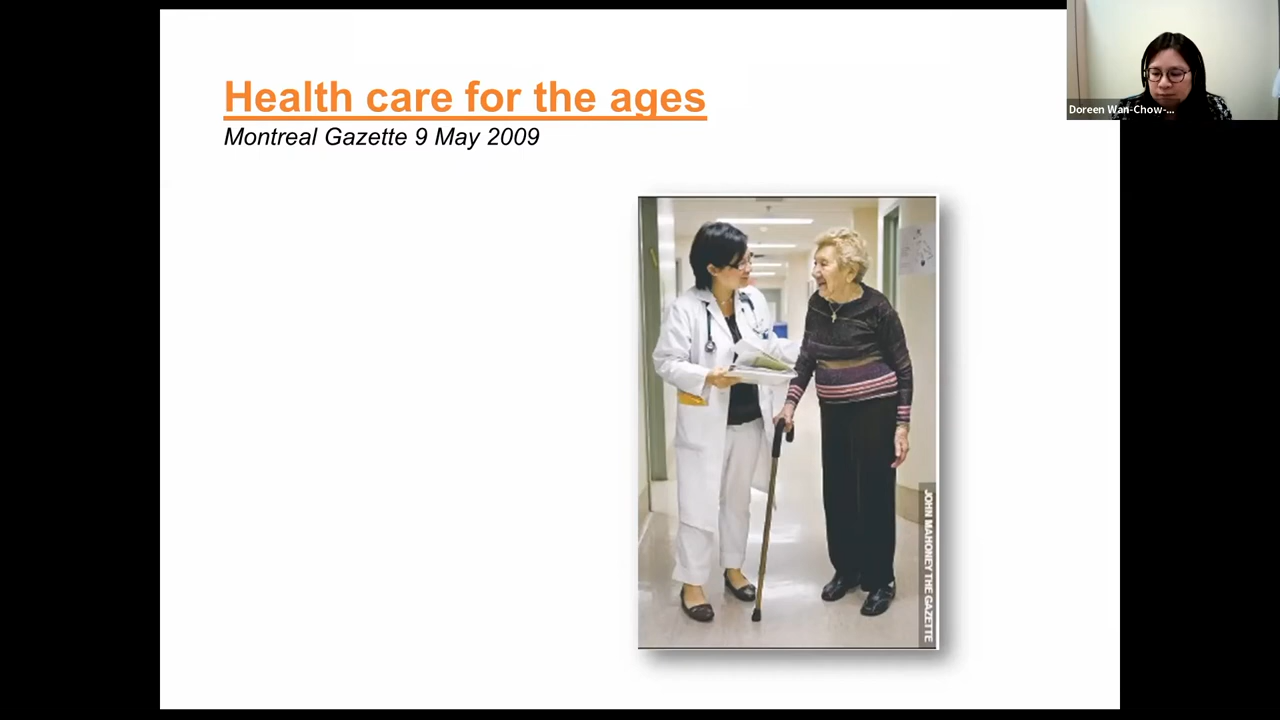 Health care for the ages
Montreal Gazette 9 May 2009
Doreen Wan-Chow-...
JOHN MAHONEY THE GAZETTE